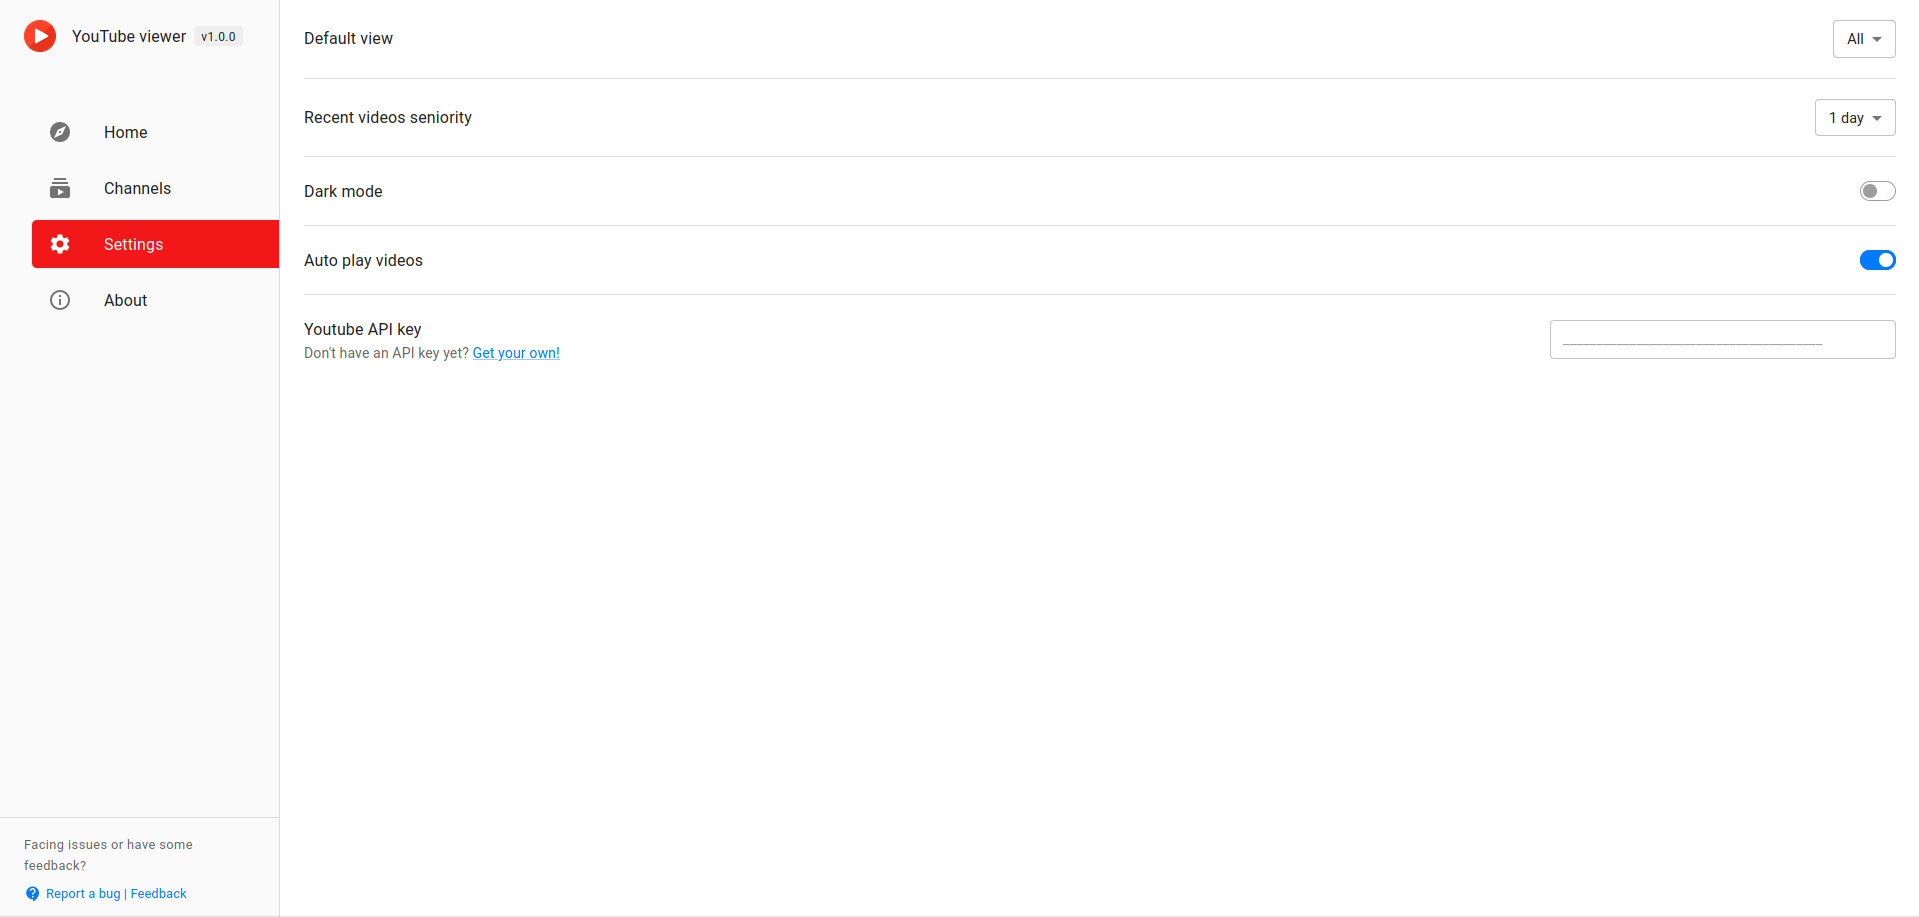 YouTube viewer v1.0.0
Home
Channels
Settings
About
Facing issues or have some
feedback?
Report a bug | Feedback
Default view
All
Recent videos seniority
1 day
Dark mode
Auto play videos
Youtube API key
Don't have an API key yet? Get your own!
_______________________________________